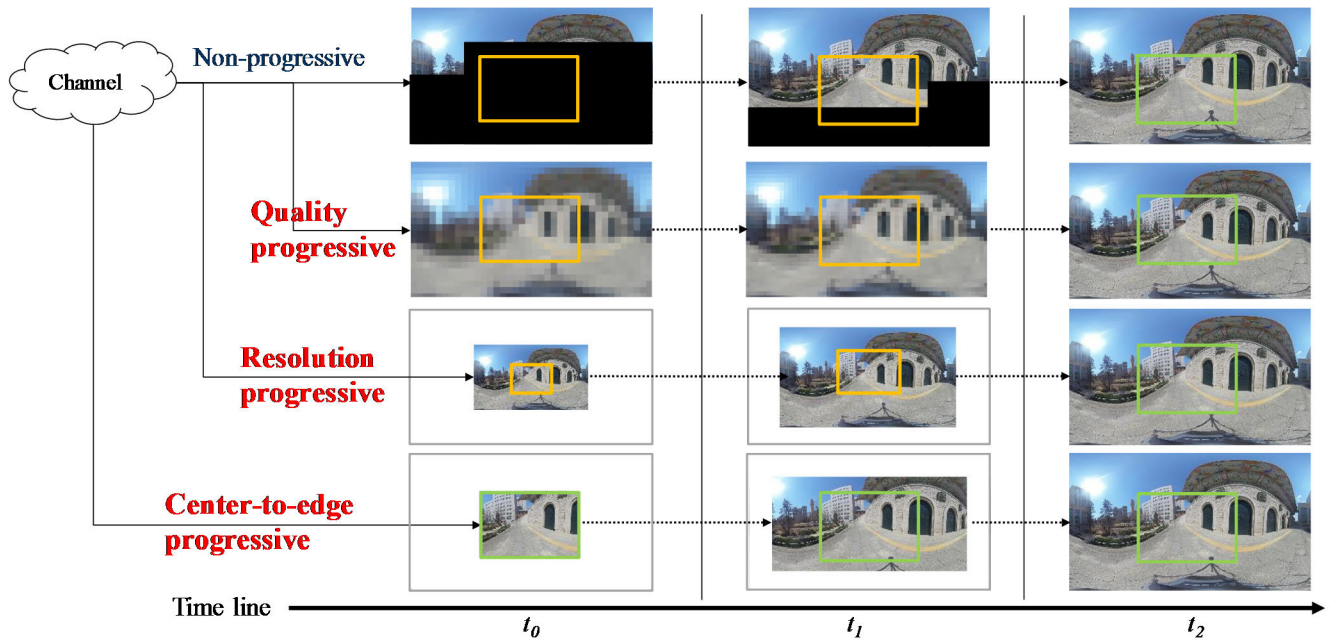 Channel
Non-progressive
Quality
progressive
Resolution
progressive
Center-to-edge
progressive
Time line
t0
t1
t2